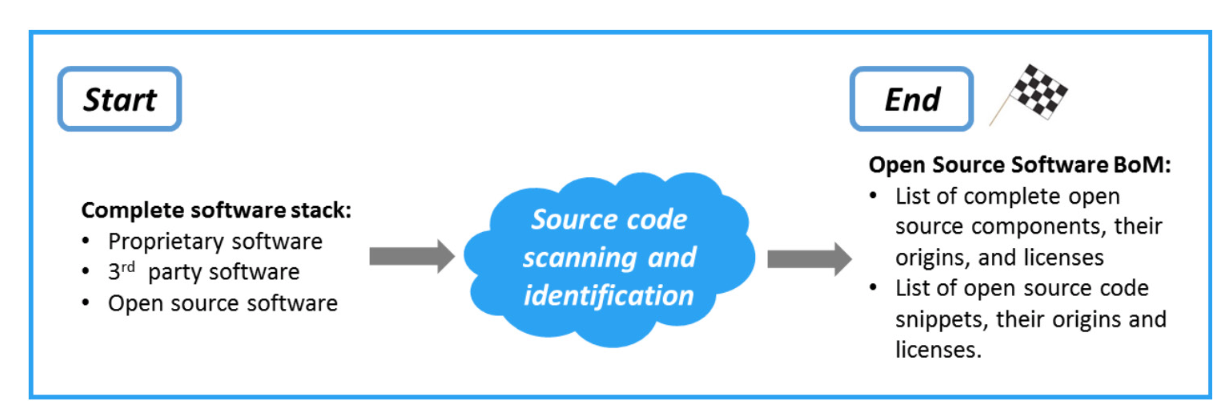 Start
Complete software stack:
• Proprietary software
• 3rd party software
• Open source software
Source code
scanning and
identification
End
Open Source Software BoM:
• List of complete open
source components, their
origins, and licenses
• List of open source code
snippets, their origins and
licenses.